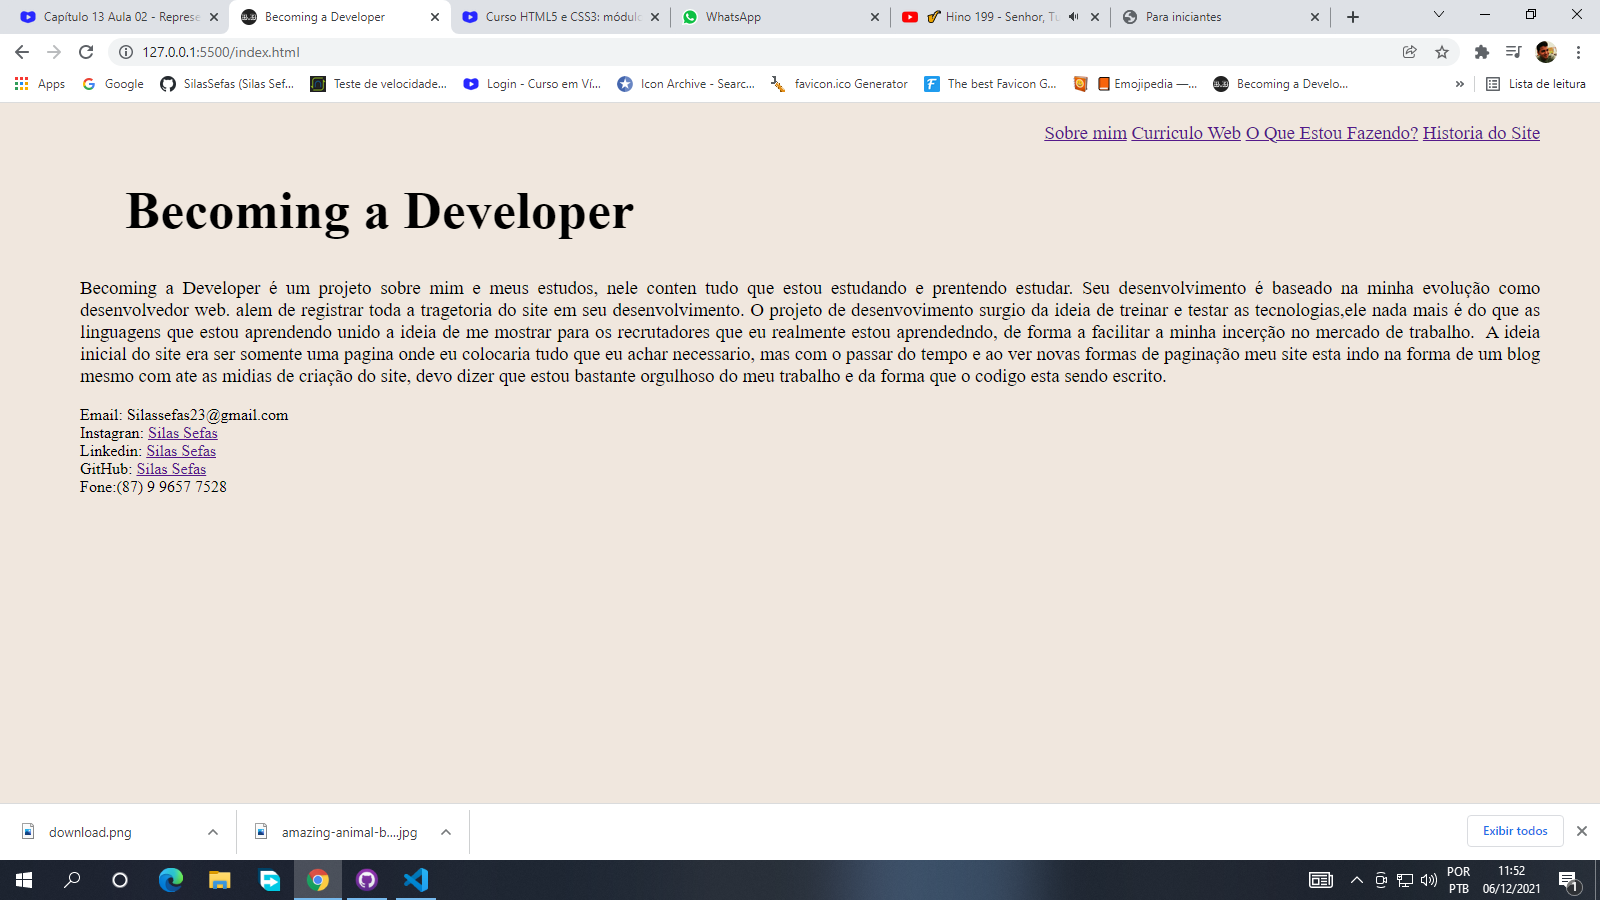 Capítulo 13 Aula 02 - Represe
Becoming a Developer
Curso HTML5 e CSS3: módulo
WhatsApp
Hino 199 - Senhor, Tu
Para iniciantes
127.0.0.1:5500/index.html
Apps
Google
SilasSefas (Silas Sef...
Teste de velocidade...
Login - Curso em Ví...
Icon Archive - Searc...
favicon.ico Generator
The best Favicon G...
Emojipedia —...
Becoming a Develo...
»
Lista de leitura
Sobre mim Curriculo Web O Que Estou Fazendo? Historia do Site
Becoming a Developer
Becoming a Developer é um projeto sobre mim e meus estudos, nele conten tudo que estou estudando e prentendo estudar. Seu desenvolvimento é baseado na minha evolução como
desenvolvedor web. alem de registrar toda a tragetoria do site em seu desenvolvimento. O projeto de desenvovimento surgio da ideia de treinar e testar as tecnologias,ele nada mais é do que as
linguagens que estou aprendendo unido a ideia de me mostrar para os recrutadores que eu realmente estou aprendedndo, de forma a facilitar a minha incerção no mercado de trabalho. A ideia
inicial do site era ser somente uma pagina onde eu colocaria tudo que eu achar necessario, mas com o passar do tempo e ao ver novas formas de paginação meu site esta indo na forma de um blog
mesmo com ate as midias de criação do site, devo dizer que estou bastante orgulhoso do meu trabalho e da forma que o codigo esta sendo escrito.
Email: Silassefas23@gmail.com
Instagran: Silas Sefas
Linkedin: Silas Sefas
GitHub: Silas Sefas
Fone:(87) 9 9657 7528
download.png
amazing-animal-b....jpg
Exibir todos
POR
PTB
11:52
06/12/2021
1